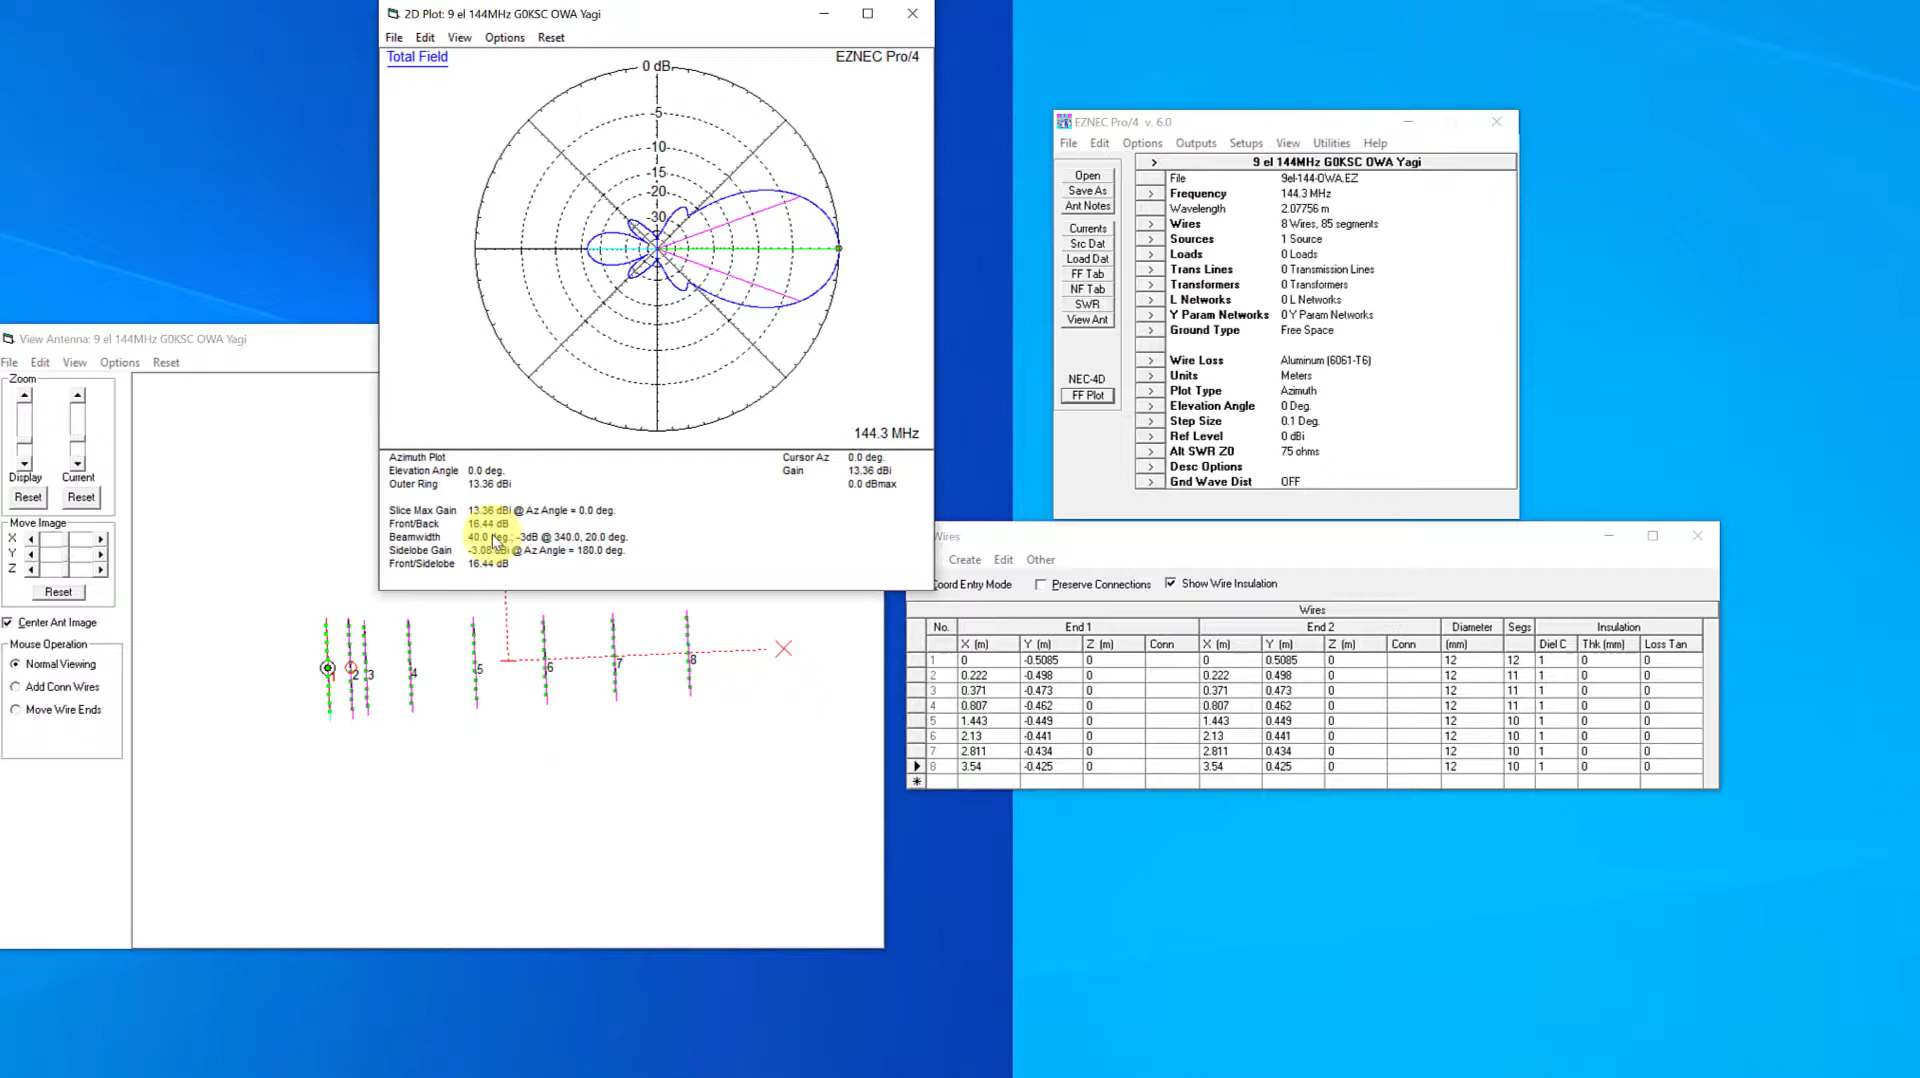 2D Plot: 9 el 144MHz G0KSC OWA Yagi
File Edit View Options Reset
Total Field
EZNEC Pro/4
0 dB
-5
-10
-15
-20
-30
144.3 MHz
Azimuth Plot
Elevation Angle 0.0 deg.
Outer Ring 13.36 dBi
Cursor Az 0.0 deg.
Gain 13.36 dBi
0.0 dBmax
Slice Max Gain 13.36 dBi @ Az Angle = 0.0 deg.
Front/Back 16.44 dB
Beamwidth 40.0 deg.; -3dB @ 340.0, 20.0 deg.
Sidelobe Gain -3.08 dBi @ Az Angle = 180.0 deg.
Front/Sidelobe 16.44 dB
View Antenna: 9 el 144MHz G0KSC OWA Yagi
File Edit View Options Reset
Zoom
Display Current
Reset Reset
Move Image
X
Y
Z
Reset
Center Ant Image
Mouse Operation
Normal Viewing
Add Conn Wires
Move Wire Ends
2 3 4 5 6 7 8
EZNEC Pro/4 v. 6.0
File Edit Options Outputs Setups View Utilities Help
Open
Save As
Ant Notes
Currents
Src Dat
Load Dat
FF Tab
NF Tab
SWR
View Ant
NEC-4D
FF Plot
> 9 el 144MHz G0KSC OWA Yagi
File 9el-144-OWA.EZ
> Frequency 144.3 MHz
Wavelength 2.07756 m
> Wires 8 Wires, 85 segments
> Sources 1 Source
> Loads 0 Loads
> Trans Lines 0 Transmission Lines
> Transformers 0 Transformers
> L Networks 0 L Networks
> Y Param Networks 0 Y Param Networks
> Ground Type Free Space
> Wire Loss Aluminum (6061-T6)
> Units Meters
> Plot Type Azimuth
> Elevation Angle 0 Deg.
> Step Size 0.1 Deg.
> Ref Level 0 dBi
> Alt SWR Z0 75 ohms
> Desc Options
> Gnd Wave Dist OFF
Wires
Create Edit Other
Coord Entry Mode Preserve Connections Show Wire Insulation
Wires
No. End 1 End 2 Diameter Segs Insulation
X (m) Y (m) Z (m) Conn X (m) Y (m) Z (m) Conn (mm) Diel C Thk (mm) Loss Tan
1 0 -0.5085 0 0 0.5085 0 12 12 1 0 0
2 0.222 -0.498 0 0.222 0.498 0 12 11 1 0 0
3 0.371 -0.473 0 0.371 0.473 0 12 11 1 0 0
4 0.807 -0.462 0 0.807 0.462 0 12 11 1 0 0
5 1.443 -0.449 0 1.443 0.449 0 12 10 1 0 0
6 2.13 -0.441 0 2.13 0.441 0 12 10 1 0 0
7 2.811 -0.434 0 2.811 0.434 0 12 10 1 0 0
8 3.54 -0.425 0 3.54 0.425 0 12 10 1 0 0